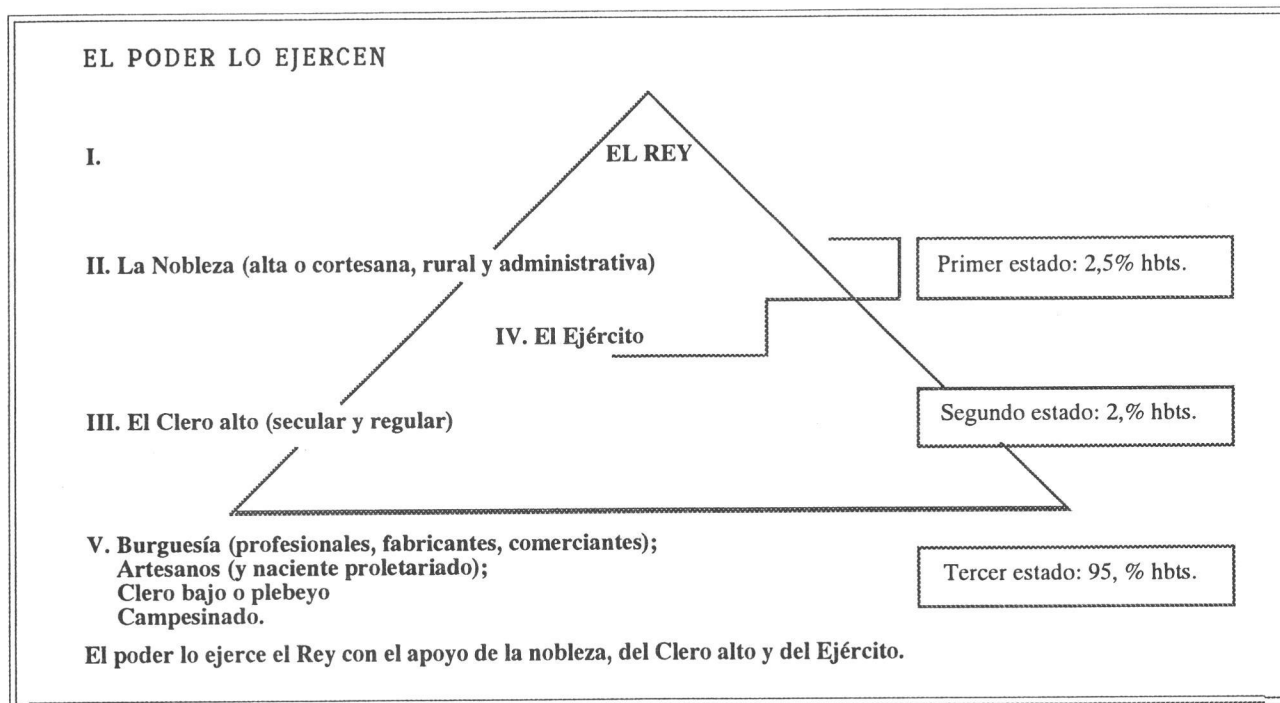 EL PODER LO EJERCEN
I.
EL REY
II. La Nobleza (alta o cortesana, rural y administrativa)
Primer estado: 2,5% hbts.
IV. El Ejército
III. El Clero alto (secular y regular)
Segundo estado: 2,% hbts.
V. Burguesía (profesionales, fabricantes, comerciantes);
Artesanos (y naciente proletariado);
Clero bajo o plebeyo
Campesinado.
Tercer estado: 95, % hbts.
El poder lo ejerce el Rey con el apoyo de la nobleza, del Clero alto y del Ejército.